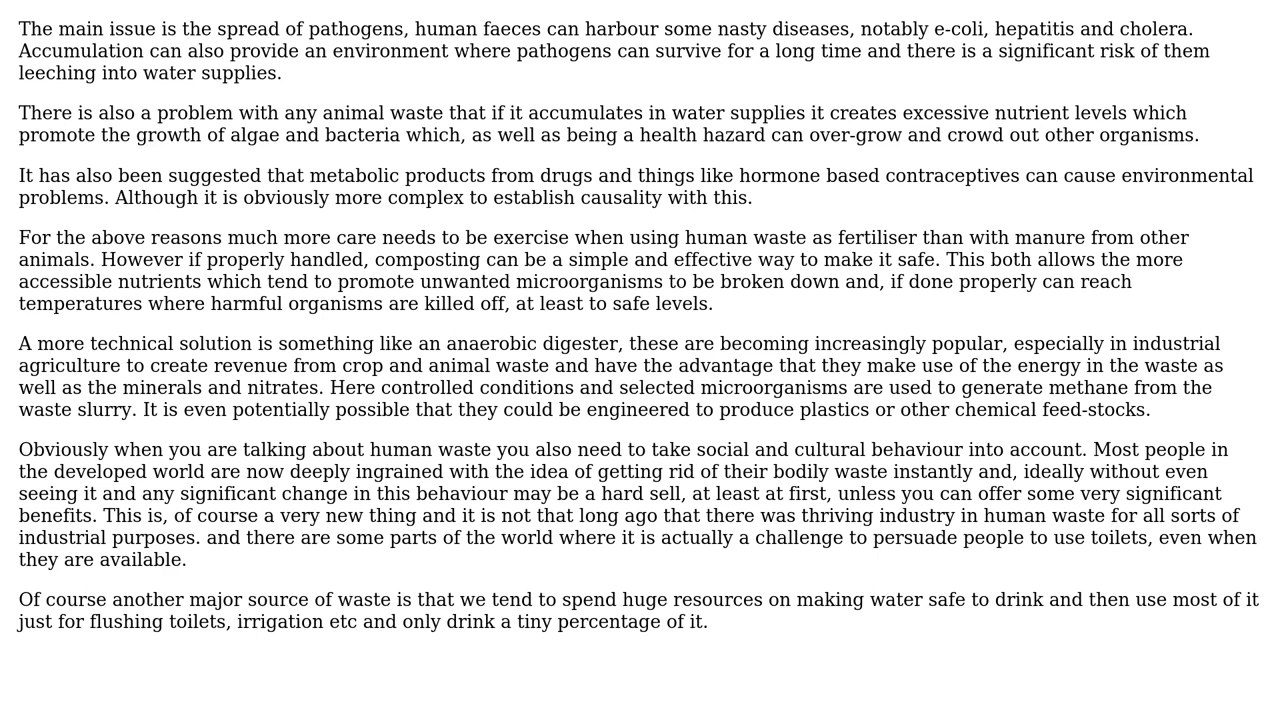 The main issue is the spread of pathogens, human faeces can harbour some nasty diseases, notably e-coli, hepatitis and cholera.
Accumulation can also provide an environment where pathogens can survive for a long time and there is a significant risk of them
leeching into water supplies.
There is also a problem with any animal waste that if it accumulates in water supplies it creates excessive nutrient levels which
promote the growth of algae and bacteria which, as well as being a health hazard can over-grow and crowd out other organisms.
It has also been suggested that metabolic products from drugs and things like hormone based contraceptives can cause environmental
problems. Although it is obviously more complex to establish causality with this.
For the above reasons much more care needs to be exercise when using human waste as fertiliser than with manure from other
animals. However if properly handled, composting can be a simple and effective way to make it safe. This both allows the more
accessible nutrients which tend to promote unwanted microorganisms to be broken down and, if done properly can reach
temperatures where harmful organisms are killed off, at least to safe levels.
A more technical solution is something like an anaerobic digester, these are becoming increasingly popular, especially in industrial
agriculture to create revenue from crop and animal waste and have the advantage that they make use of the energy in the waste as
well as the minerals and nitrates. Here controlled conditions and selected microorganisms are used to generate methane from the
waste slurry. It is even potentially possible that they could be engineered to produce plastics or other chemical feed-stocks.
Obviously when you are talking about human waste you also need to take social and cultural behaviour into account. Most people in
the developed world are now deeply ingrained with the idea of getting rid of their bodily waste instantly and, ideally without even
seeing it and any significant change in this behaviour may be a hard sell, at least at first, unless you can offer some very significant
benefits. This is, of course a very new thing and it is not that long ago that there was thriving industry in human waste for all sorts of
industrial purposes. and there are some parts of the world where it is actually a challenge to persuade people to use toilets, even when
they are available.
Of course another major source of waste is that we tend to spend huge resources on making water safe to drink and then use most of it
just for flushing toilets, irrigation etc and only drink a tiny percentage of it.